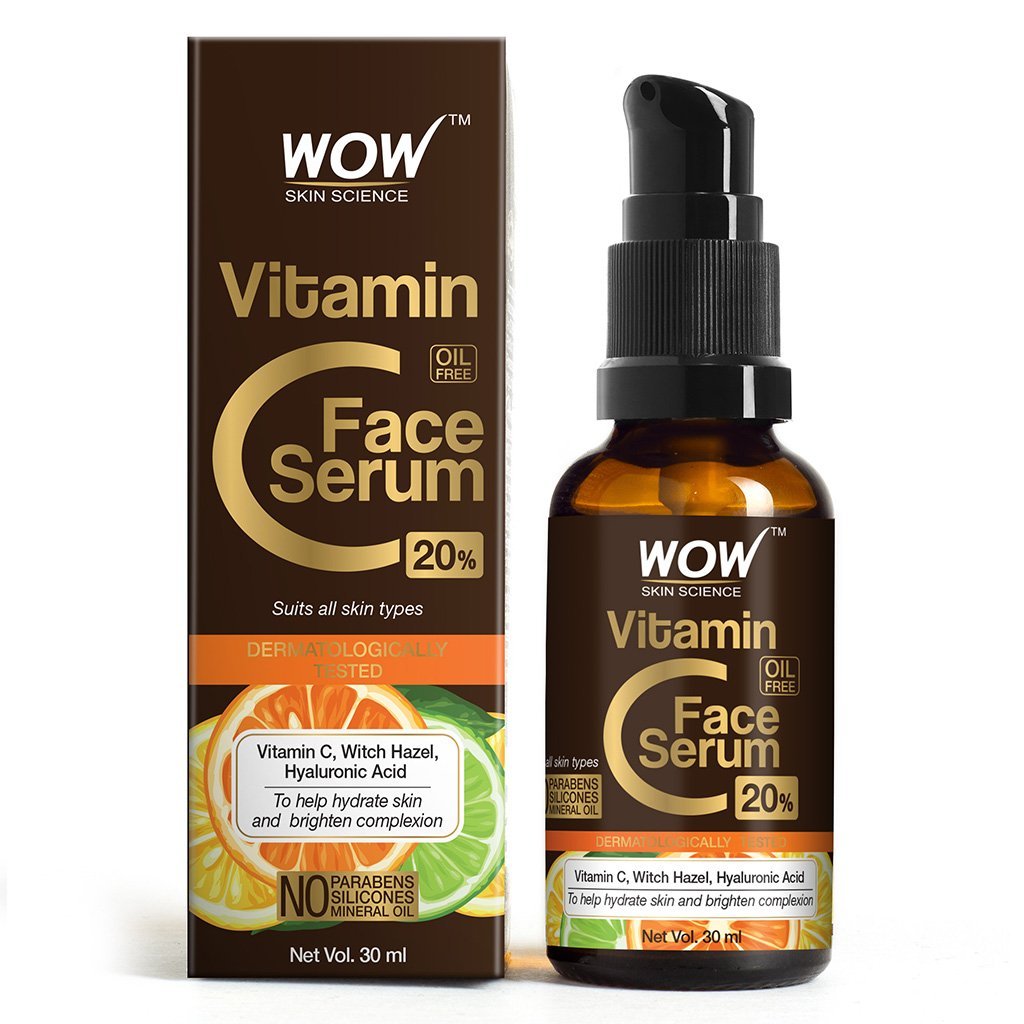 WOW™
SKIN SCIENCE
Vitamin
C
OIL
FREE
Face
Serum
20%
Suits all skin types
DERMATOLOGICALLY
TESTED
Vitamin C, Witch Hazel,
Hyaluronic Acid
To help hydrate skin
and brighten complexion
NO PARABENS
SILICONES
MINERAL OIL
Net Vol. 30 ml
WOW™
SKIN SCIENCE
Vitamin
C
OIL
FREE
Face
Serum
all skin types
PARABENS
SILICONES
MINERAL OIL
20%
DERMATOLOGICALLY TESTED
Vitamin C, Witch Hazel, Hyaluronic Acid
To help hydrate skin and brighten complexion
Net Vol. 30 ml